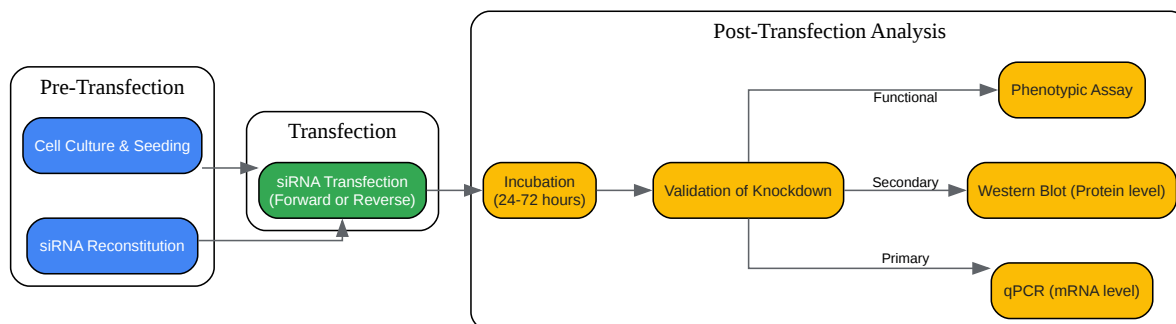 Pre-Transfection
Cell Culture & Seeding
siRNA Reconstitution
Transfection
siRNA Transfection
(Forward or Reverse)
Post-Transfection Analysis
Incubation
(24-72 hours)
Validation of Knockdown
Functional
Phenotypic Assay
Secondary
Western Blot (Protein level)
Primary
qPCR (mRNA level)